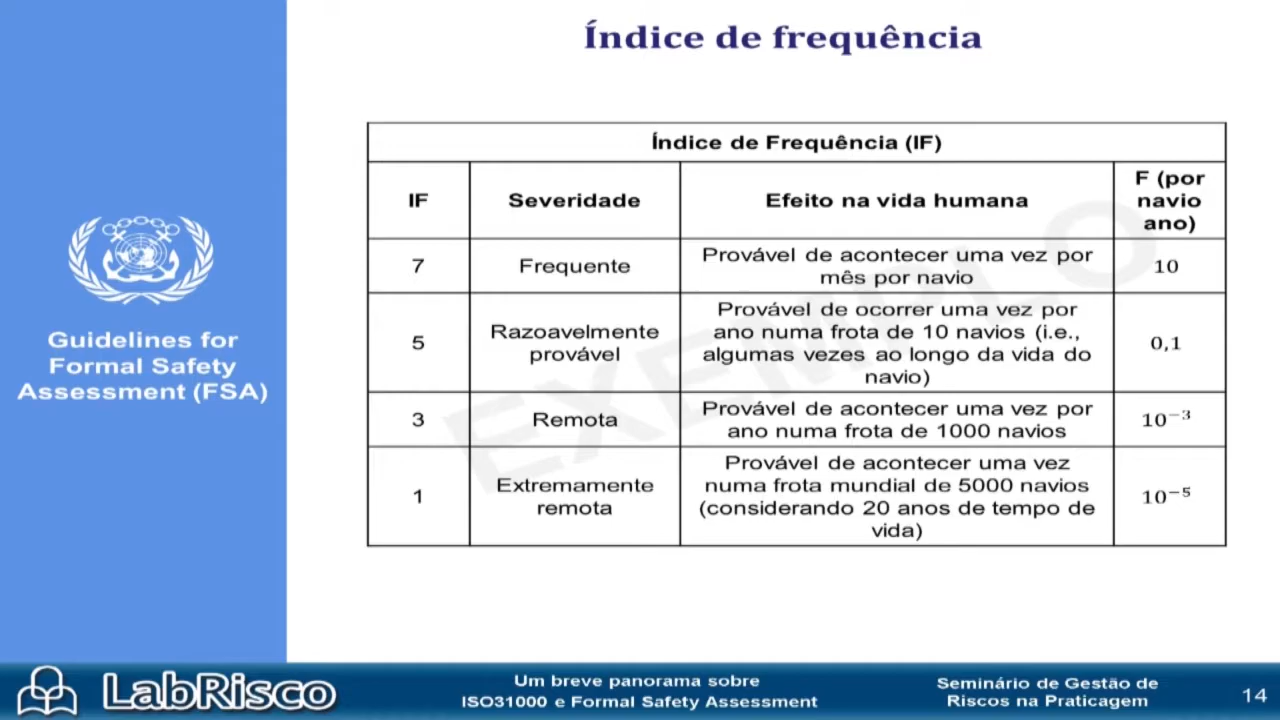 Índice de frequência
Guidelines for
Formal Safety
Assessment (FSA)
Índice de Frequência (IF)
IF
Severidade
Efeito na vida humana
F (por
navio
ano)
7
Frequente
Provável de acontecer uma vez por
mês por navio
10
5
Razoavelmente
provável
Provável de ocorrer uma vez por
ano numa frota de 10 navios (i.e.,
algumas vezes ao longo da vida do
navio)
0,1
3
Remota
Provável de acontecer uma vez por
ano numa frota de 1000 navios
10⁻³
1
Extremamente
remota
Provável de acontecer uma vez
numa frota mundial de 5000 navios
(considerando 20 anos de tempo de
vida)
10⁻⁵
EXEMPLO
LabRisco
Um breve panorama sobre
ISO31000 e Formal Safety Assessment
Seminário de Gestão de
Riscos na Praticagem
14